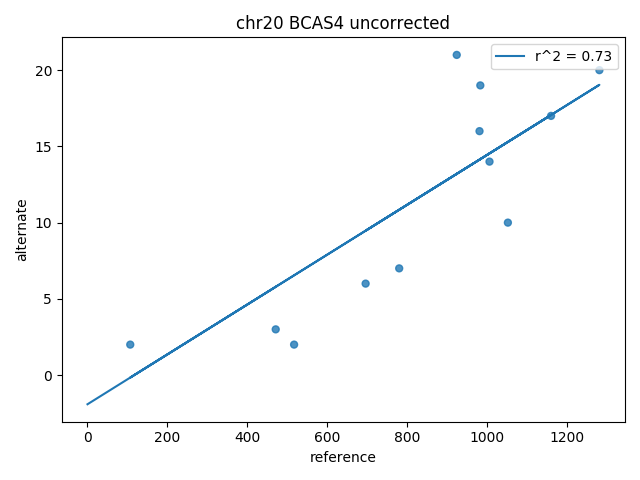 chr20 BCAS4 uncorrected
r^2 = 0.73
20
15
10
5
0
alternate
0 200 400 600 800 1000 1200
reference